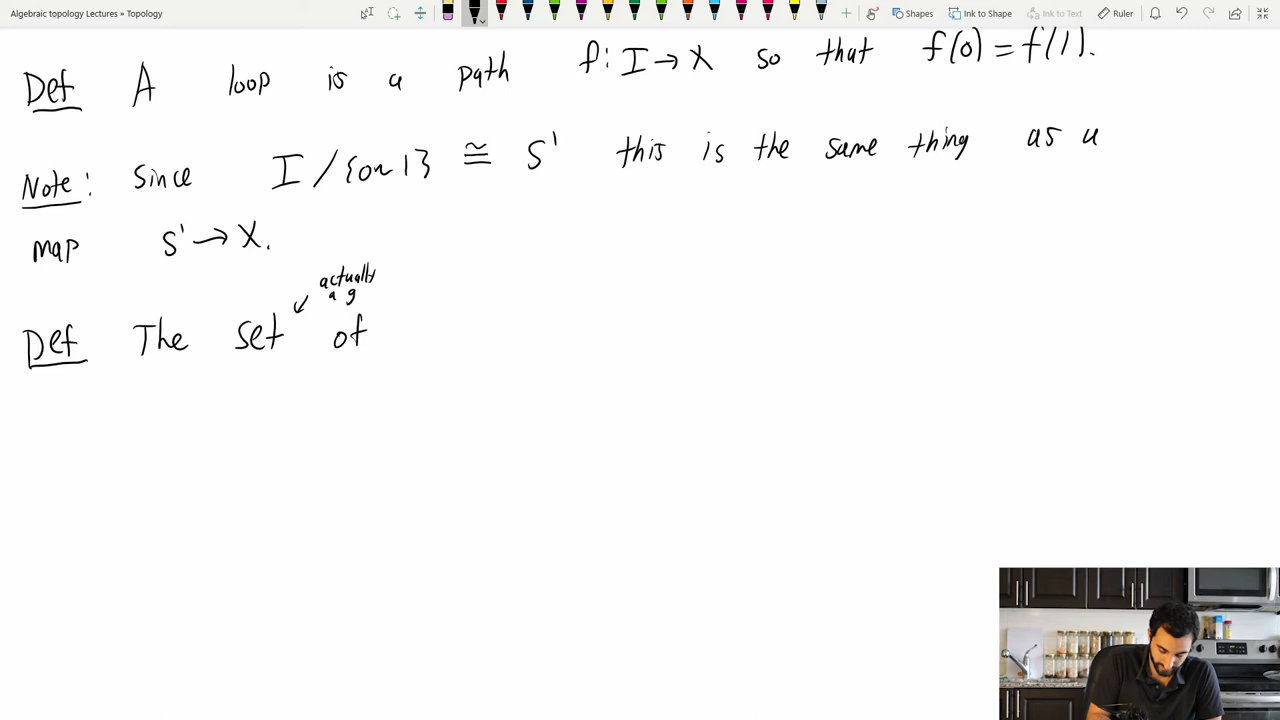 Algebraic topology Lectures » Topology
Shapes Ink to Shape Ink to Text Ruler
Def A loop is a path f: I → X so that f(0) = f(1).
Note: Since I / {0~1} ≅ S¹ this is the same thing as a
map S¹ → X.
actually
a g
Def The set of